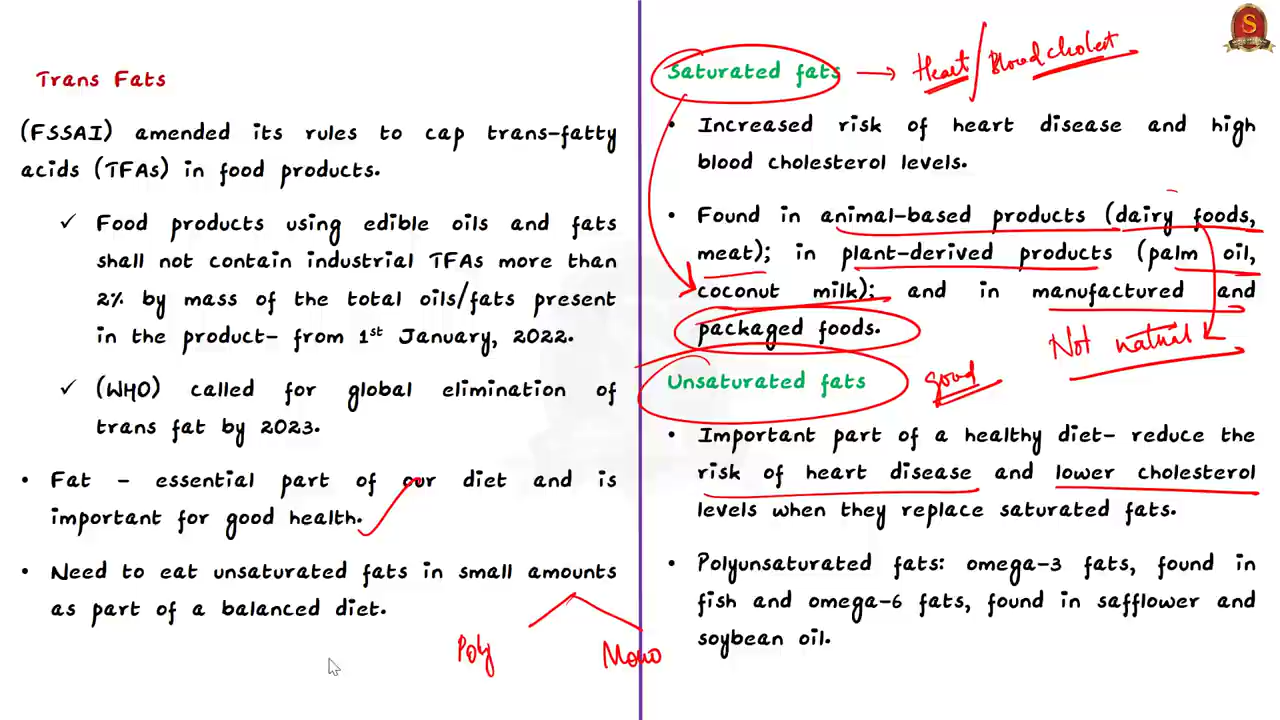 Trans Fats
(FSSAI) amended its rules to cap trans-fatty
acids (TFAs) in food products.
✓ Food products using edible oils and fats
shall not contain industrial TFAs more than
2% by mass of the total oils/fats present
in the product- from 1st January, 2022.
✓ (WHO) called for global elimination of
trans fat by 2023.
• Fat - essential part of our diet and is
important for good health.
• Need to eat unsaturated fats in small amounts
as part of a balanced diet.
Poly Mono
S
Saturated fats → Heart/Blood cholest
• Increased risk of heart disease and high
blood cholesterol levels.
• Found in animal-based products (dairy foods,
meat); in plant-derived products (palm oil,
coconut milk); and in manufactured and
packaged foods.
Not natural
Unsaturated fats good
• Important part of a healthy diet- reduce the
risk of heart disease and lower cholesterol
levels when they replace saturated fats.
• Polyunsaturated fats: omega-3 fats, found in
fish and omega-6 fats, found in safflower and
soybean oil.